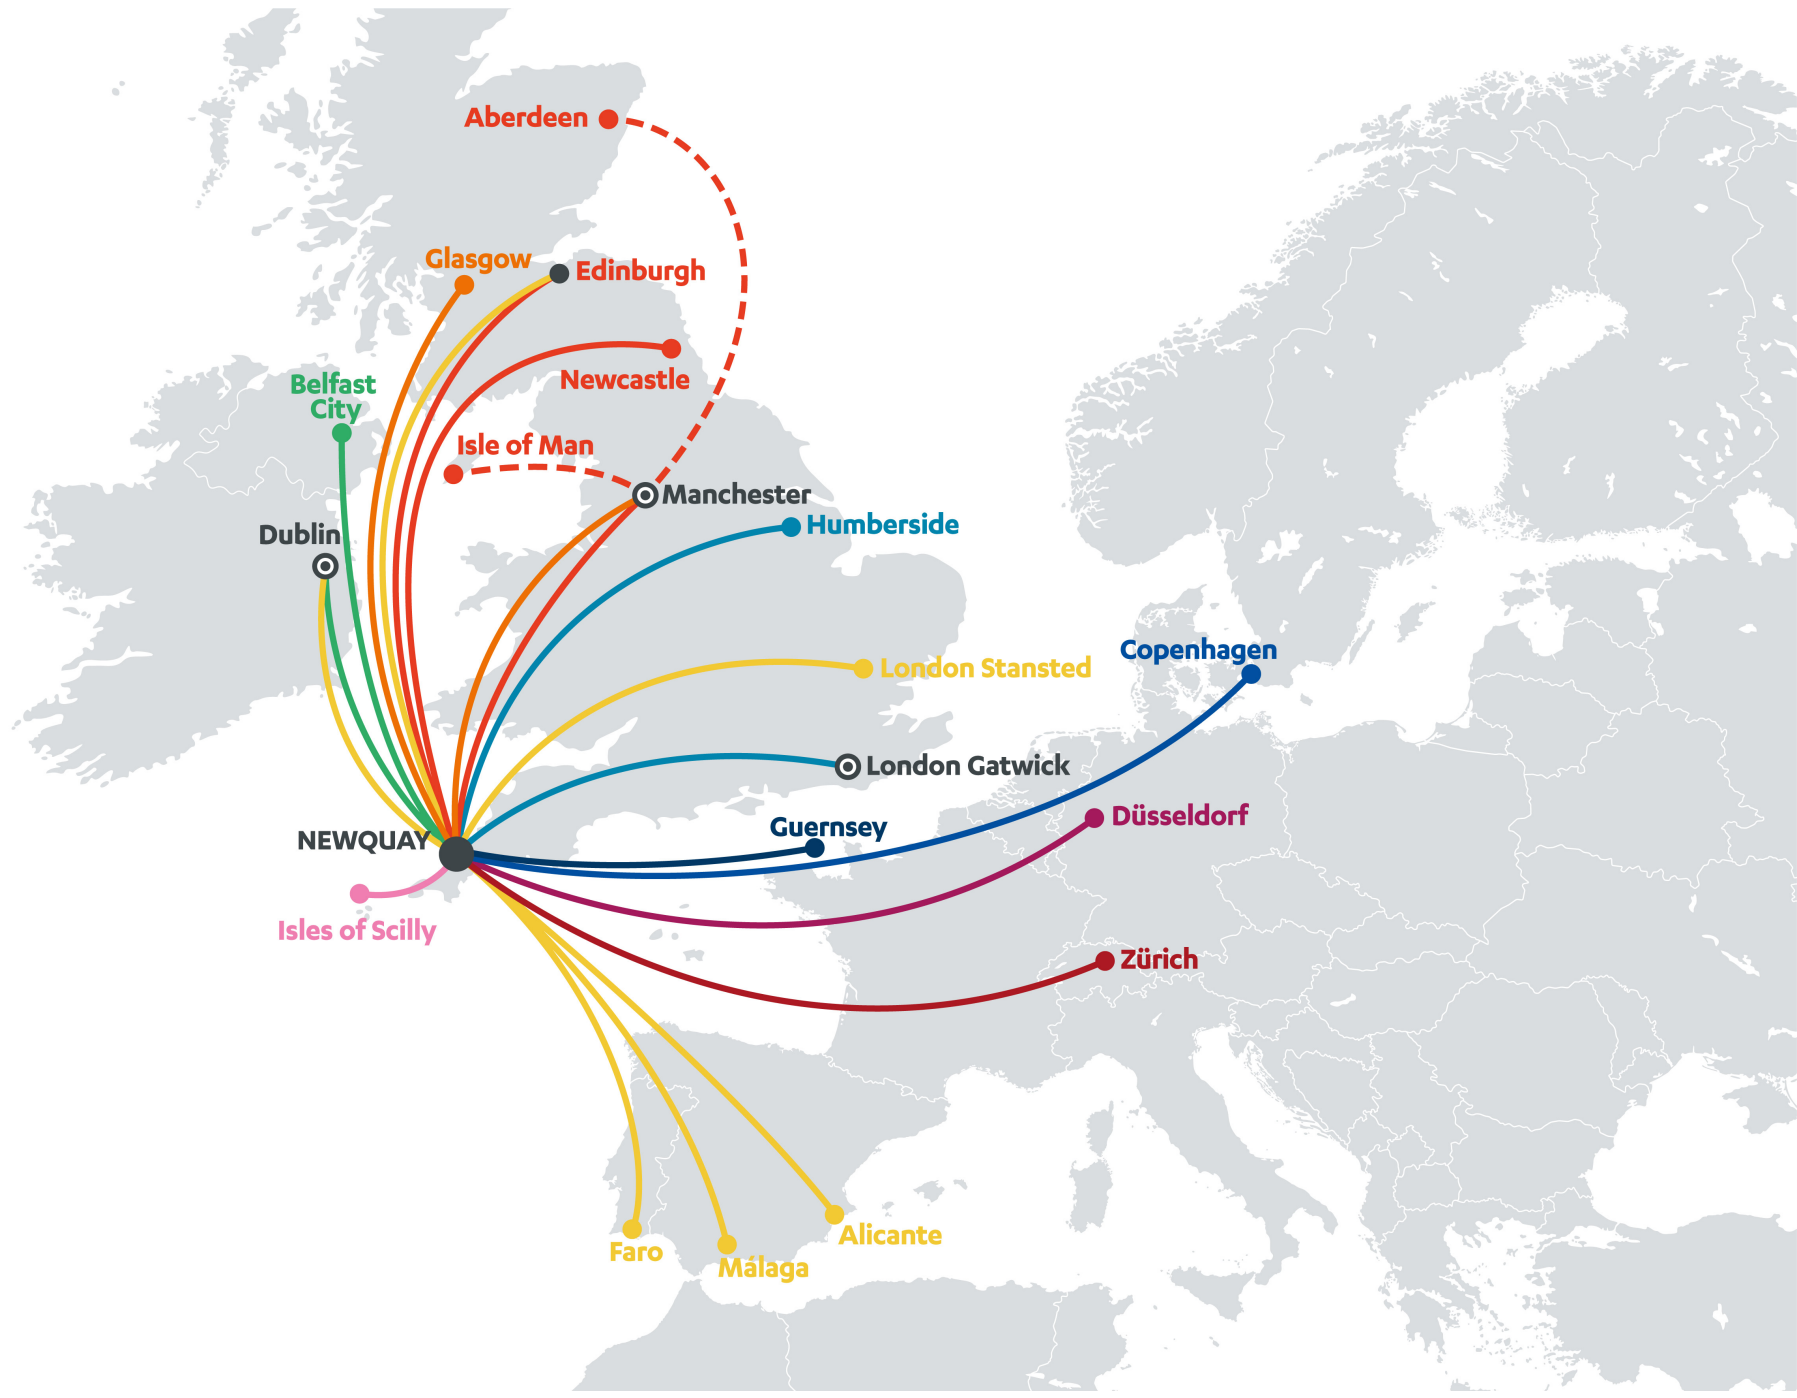 Aberdeen
Glasgow
Edinburgh
Newcastle
Belfast
City
Isle of Man
Manchester
Humberside
Dublin
Copenhagen
London Stansted
London Gatwick
Düsseldorf
Guernsey
NEWQUAY
Isles of Scilly
Zürich
Alicante
Faro
Málaga